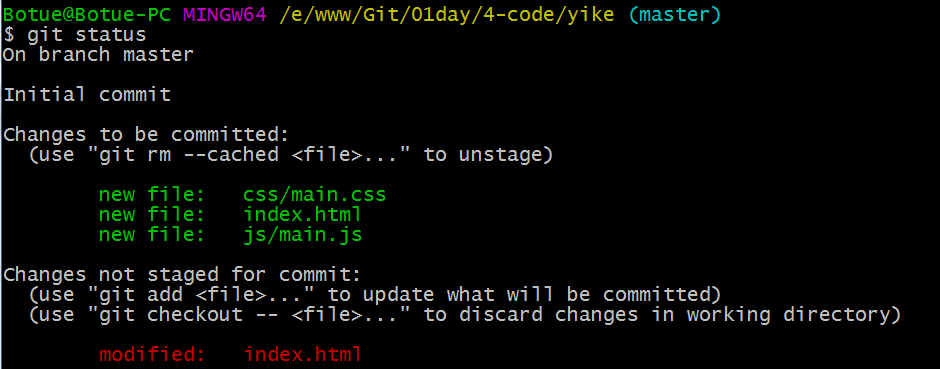 Botue@Botue-PC MINGW64 /e/www/Git/01day/4-code/yike (master)
$ git status
On branch master
Initial commit
Changes to be committed:
  (use "git rm --cached <file>..." to unstage)
        new file:   css/main.css
        new file:   index.html
        new file:   js/main.js
Changes not staged for commit:
  (use "git add <file>..." to update what will be committed)
  (use "git checkout -- <file>..." to discard changes in working directory)
        modified:   index.html